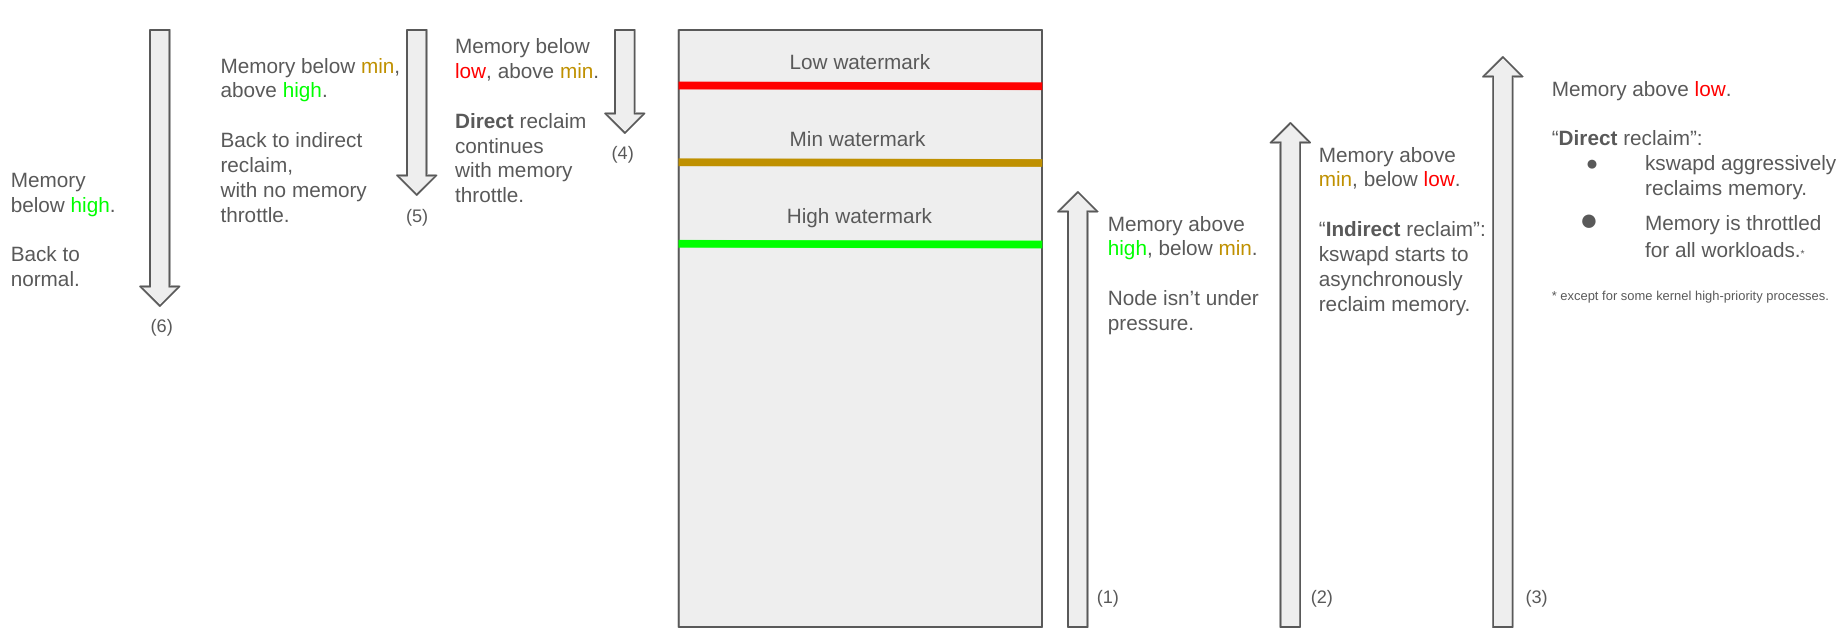 Memory
below high.
Back to
normal.
(6)
Memory below min,
above high.
Back to indirect
reclaim,
with no memory
throttle.
(5)
Memory below
low, above min.
Direct reclaim
continues
with memory
throttle.
(4)
Low watermark
Min watermark
High watermark
Memory above
high, below min.
Node isn’t under
pressure.
(1)
Memory above
min, below low.
“Indirect reclaim”:
kswapd starts to
asynchronously
reclaim memory.
(2)
Memory above low.
“Direct reclaim”:
● kswapd aggressively
reclaims memory.
● Memory is throttled
for all workloads.*
* except for some kernel high-priority processes.
(3)